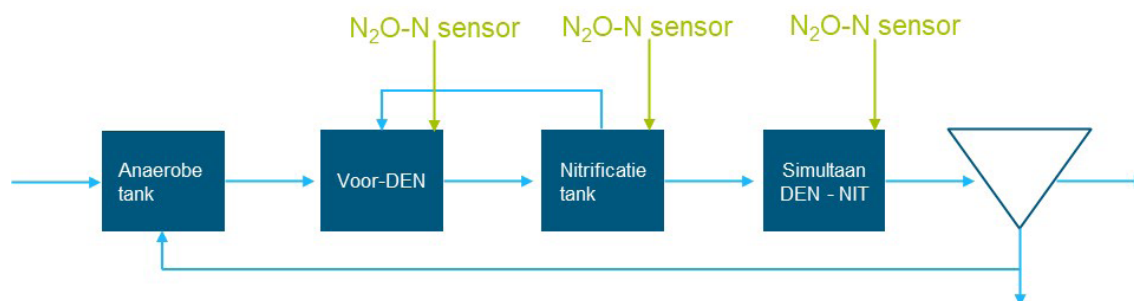 N₂O-N sensor
N₂O-N sensor
N₂O-N sensor
Anaerobe
tank
Voor-DEN
Nitrificatie
tank
Simultaan
DEN - NIT